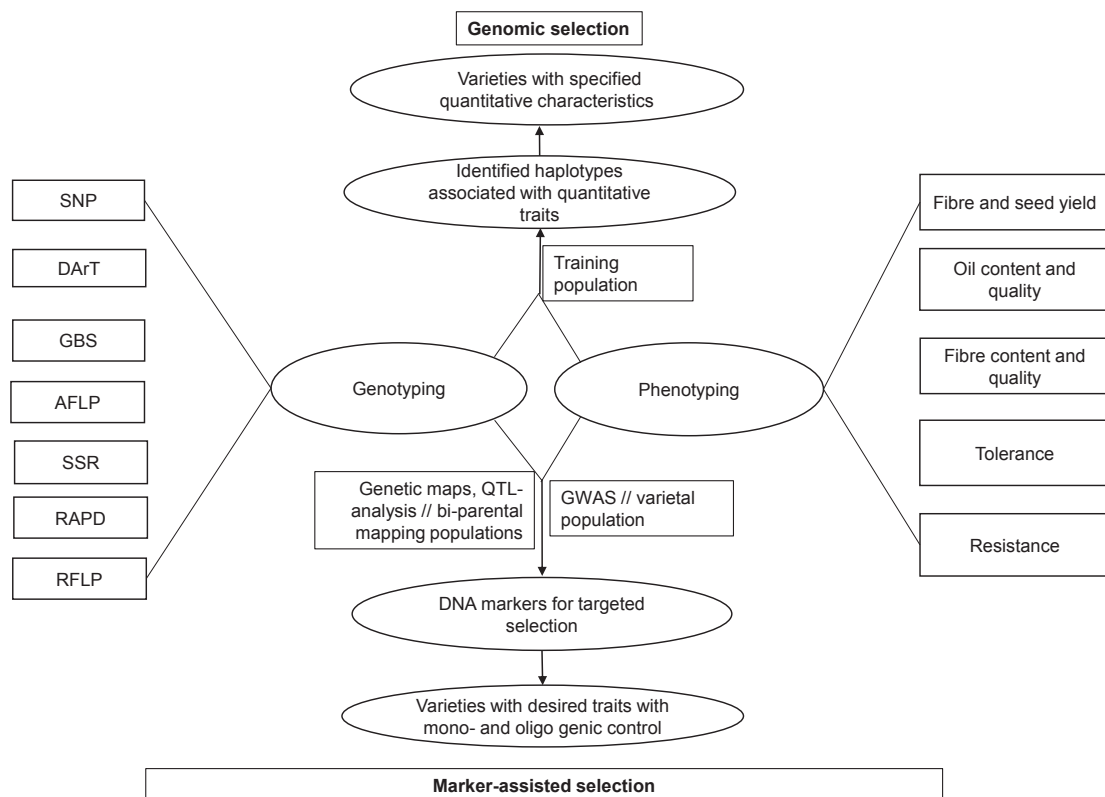 Genomic selection
Varieties with specified
quantitative characteristics
Identified haplotypes
associated with quantitative
traits
Training
population
SNP
DArT
GBS
AFLP
SSR
RAPD
RFLP
Genotyping
Phenotyping
Fibre and seed yield
Oil content and
quality
Fibre content and
quality
Tolerance
Resistance
Genetic maps, QTL-
analysis // bi-parental
mapping populations
GWAS // varietal
population
DNA markers for targeted
selection
Varieties with desired traits with
mono- and oligo genic control
Marker-assisted selection